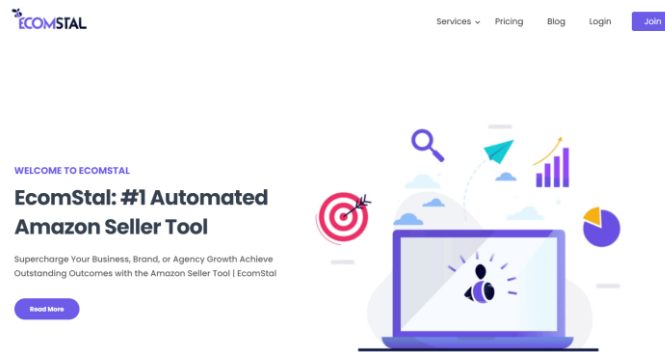 ECOMSTAL
Services Pricing Blog Login Join
WELCOME TO ECOMSTAL
EcomStal: #1 Automated
Amazon Seller Tool
Supercharge Your Business, Brand, or Agency Growth Achieve
Outstanding Outcomes with the Amazon Seller Tool | EcomStal
Read More